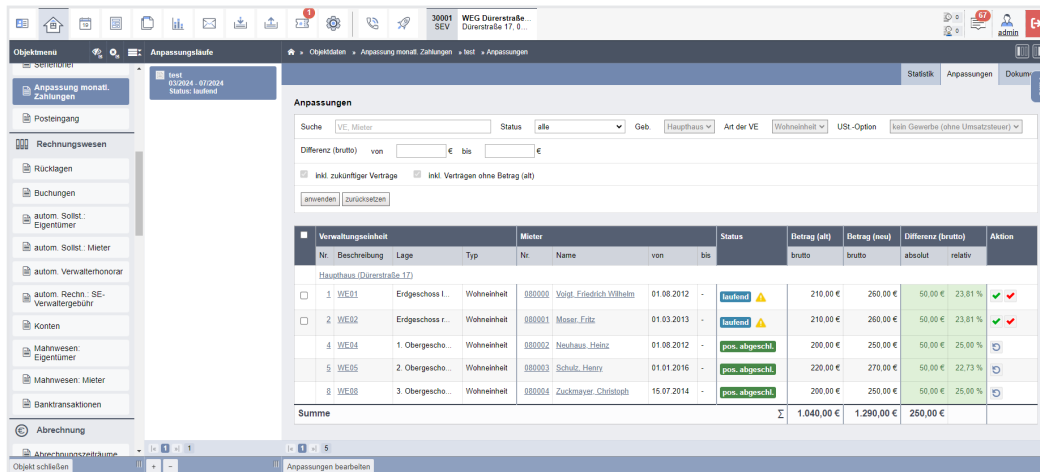 1
30001
SEV
WEG Dürerstraße...
Dürerstraße 17, 0...
0
0
67
admin
Objektmenü
Anpassungsläufe
» Objektdaten » Anpassung monatl. Zahlungen » test » Anpassungen
Serienbrief
Anpassung monatl. Zahlungen
Posteingang
Rechnungswesen
Rücklagen
Buchungen
autom. Sollst.: Eigentümer
autom. Sollst.: Mieter
autom. Verwalterhonorar
autom. Rechn.: SE-Verwaltergebühr
Konten
Mahnwesen: Eigentümer
Mahnwesen: Mieter
Banktransaktionen
Abrechnung
Abrechnungszeiträume
Objekt schließen
test
03/2024 - 07/2024
Status: laufend
1 1
+ -
Statistik Anpassungen Dokume
Anpassungen
Suche VE, Mieter Status alle Geb. Haupthaus Art der VE Wohneinheit USt.-Option kein Gewerbe (ohne Umsatzsteuer)
Differenz (brutto) von € bis €
inkl. zukünftiger Verträge inkl. Verträgen ohne Betrag (alt)
anwenden zurücksetzen
Verwaltungseinheit Mieter Status Betrag (alt) Betrag (neu) Differenz (brutto) Aktion
Nr. Beschreibung Lage Typ Nr. Name von bis brutto brutto absolut relativ
Haupthaus (Dürerstraße 17)
1 WE01 Erdgeschoss l... Wohneinheit 080000 Voigt, Friedrich Wilhelm 01.08.2012 - laufend 210,00 € 260,00 € 50,00 € 23,81 %
2 WE02 Erdgeschoss r... Wohneinheit 080001 Moser, Fritz 01.03.2013 - laufend 210,00 € 260,00 € 50,00 € 23,81 %
4 WE04 1. Obergescho... Wohneinheit 080002 Neuhaus, Heinz 01.08.2012 - pos. abgeschl. 200,00 € 250,00 € 50,00 € 25,00 %
5 WE05 2. Obergescho... Wohneinheit 080003 Schulz, Henry 01.01.2016 - pos. abgeschl. 220,00 € 270,00 € 50,00 € 22,73 %
8 WE08 3. Obergescho... Wohneinheit 080004 Zuckmayer, Christoph 15.07.2014 - pos. abgeschl. 200,00 € 250,00 € 50,00 € 25,00 %
Summe Σ 1.040,00 € 1.290,00 € 250,00 €
1 5
Anpassungen bearbeiten